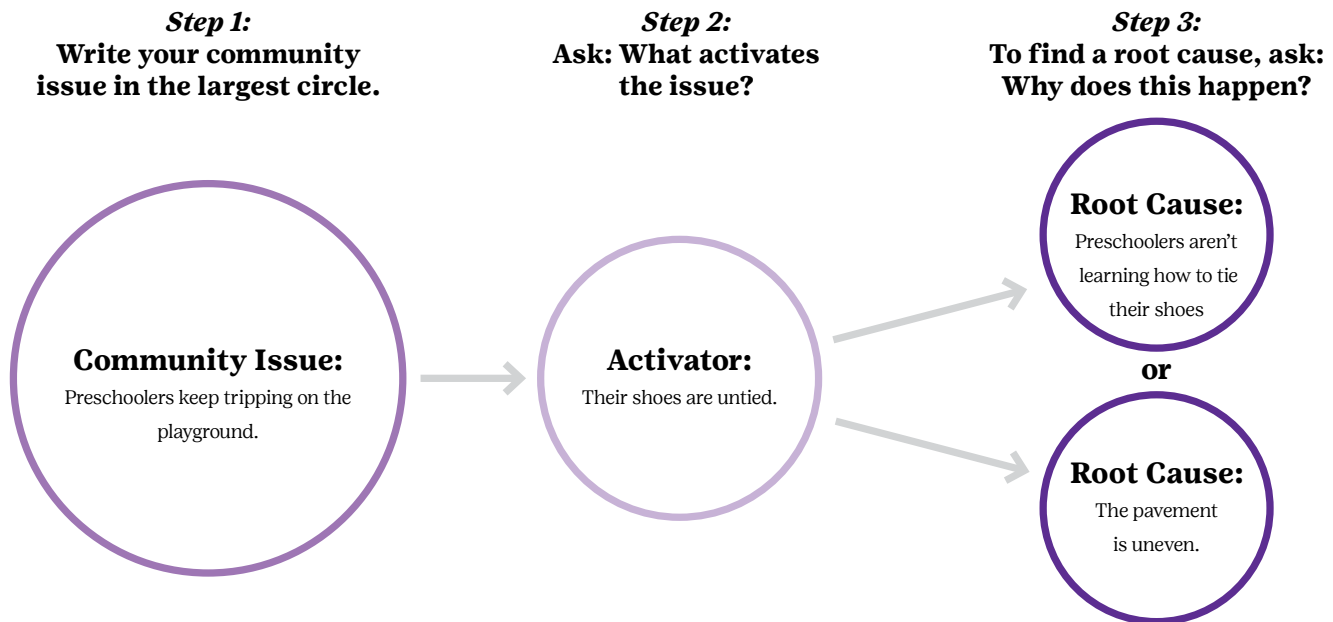 Step 1:
Write your community
issue in the largest circle.
Step 2:
Ask: What activates
the issue?
Step 3:
To find a root cause, ask:
Why does this happen?
Community Issue:
Preschoolers keep tripping on the
playground.
Activator:
Their shoes are untied.
Root Cause:
Preschoolers aren’t
learning how to tie
their shoes
or
Root Cause:
The pavement
is uneven.